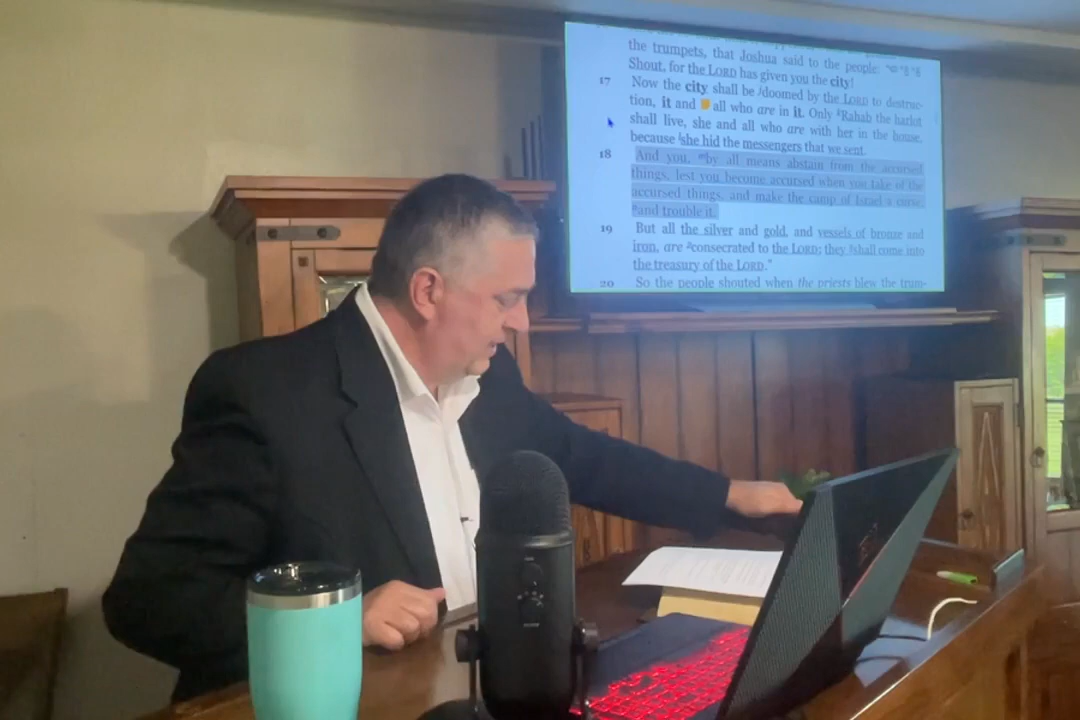 the trumpets, that Joshua said to the people:
Shout, for the LORD has given you the city!
17 Now the city shall be doomed by the LORD to destruc-
tion, it and all who are in it. Only Rahab the harlot
shall live, she and all who are with her in the house,
because she hid the messengers that we sent.
18 And you, by all means abstain from the accursed
things, lest you become accursed when you take of the
accursed things, and make the camp of Israel a curse,
and trouble it.
19 But all the silver and gold, and vessels of bronze and
iron, are consecrated to the LORD; they shall come into
the treasury of the LORD."
20 So the people shouted when the priests blew the trum-